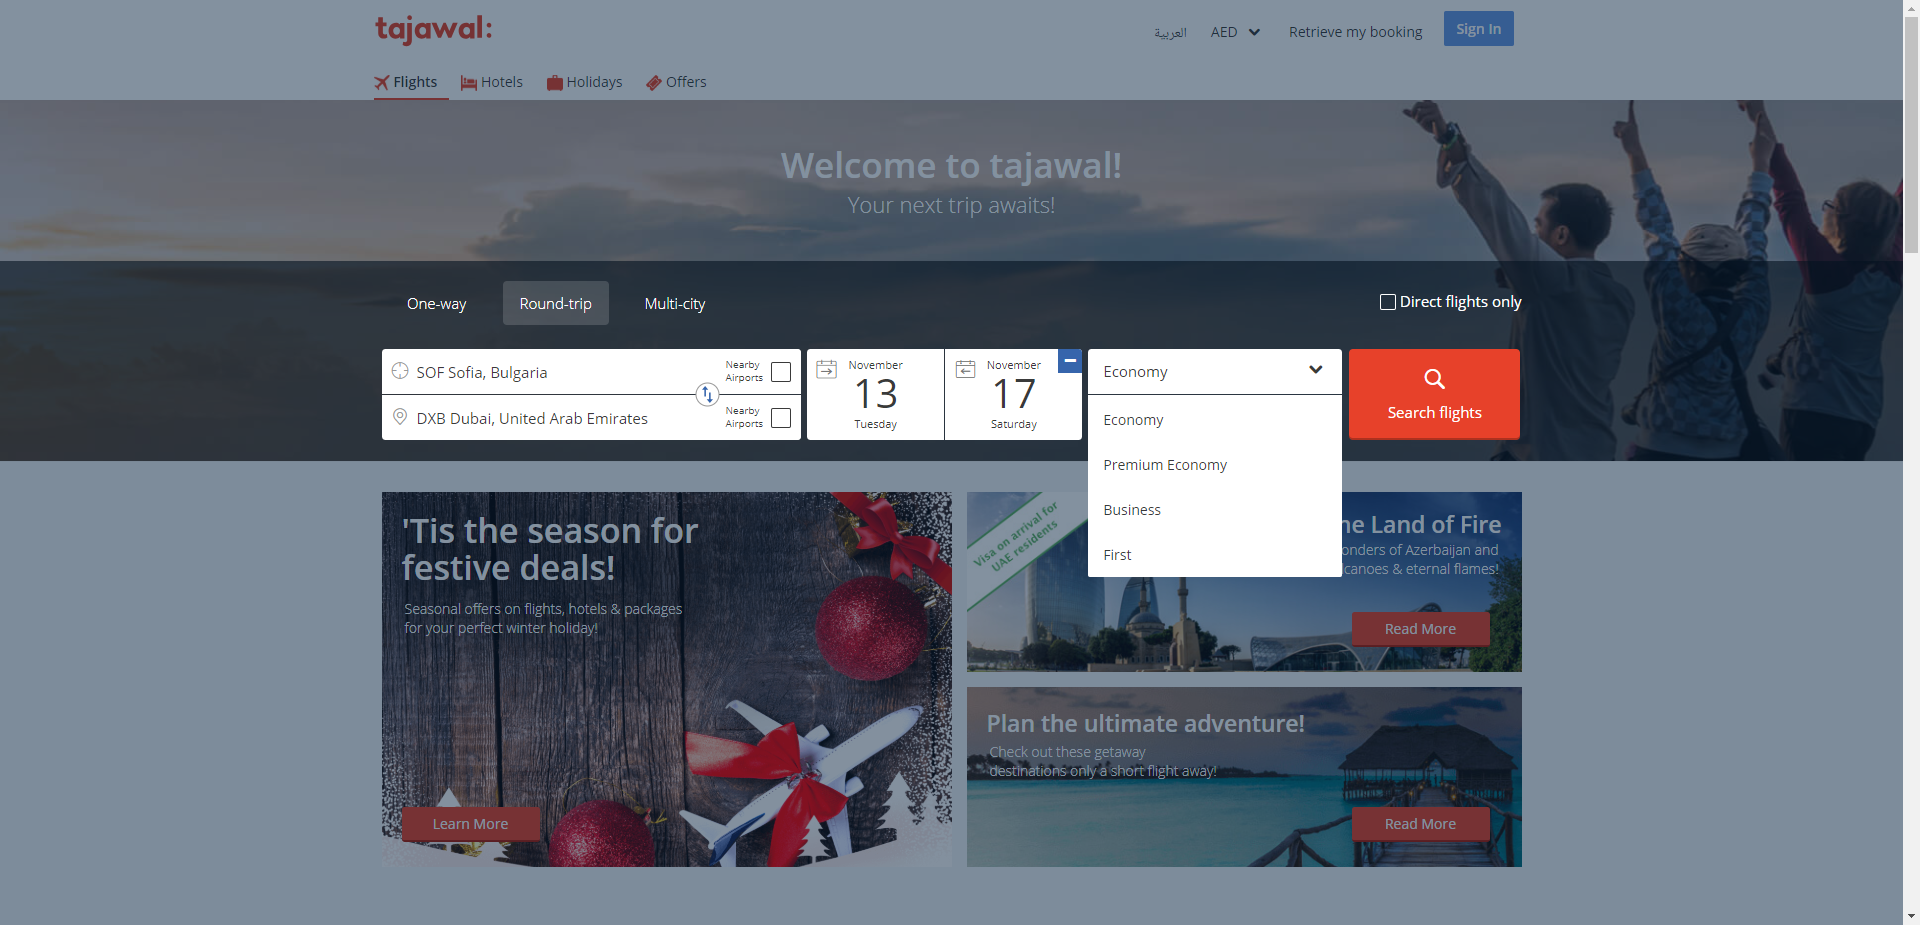 tajawal:
العربية
AED
Retrieve my booking
Sign In
Flights
Hotels
Holidays
Offers
Welcome to tajawal!
Your next trip awaits!
One-way
Round-trip
Multi-city
Direct flights only
SOF Sofia, Bulgaria
Nearby
Airports
DXB Dubai, United Arab Emirates
Nearby
Airports
November
13
Tuesday
November
17
Saturday
Economy
Economy
Premium Economy
Business
First
Search flights
'Tis the season for
festive deals!
Seasonal offers on flights, hotels & packages
for your perfect winter holiday!
Learn More
Visa on arrival for
UAE residents
Land of Fire
of Azerbaijan and
& eternal flames!
Read More
Plan the ultimate adventure!
Check out these getaway
destinations only a short flight away!
Read More